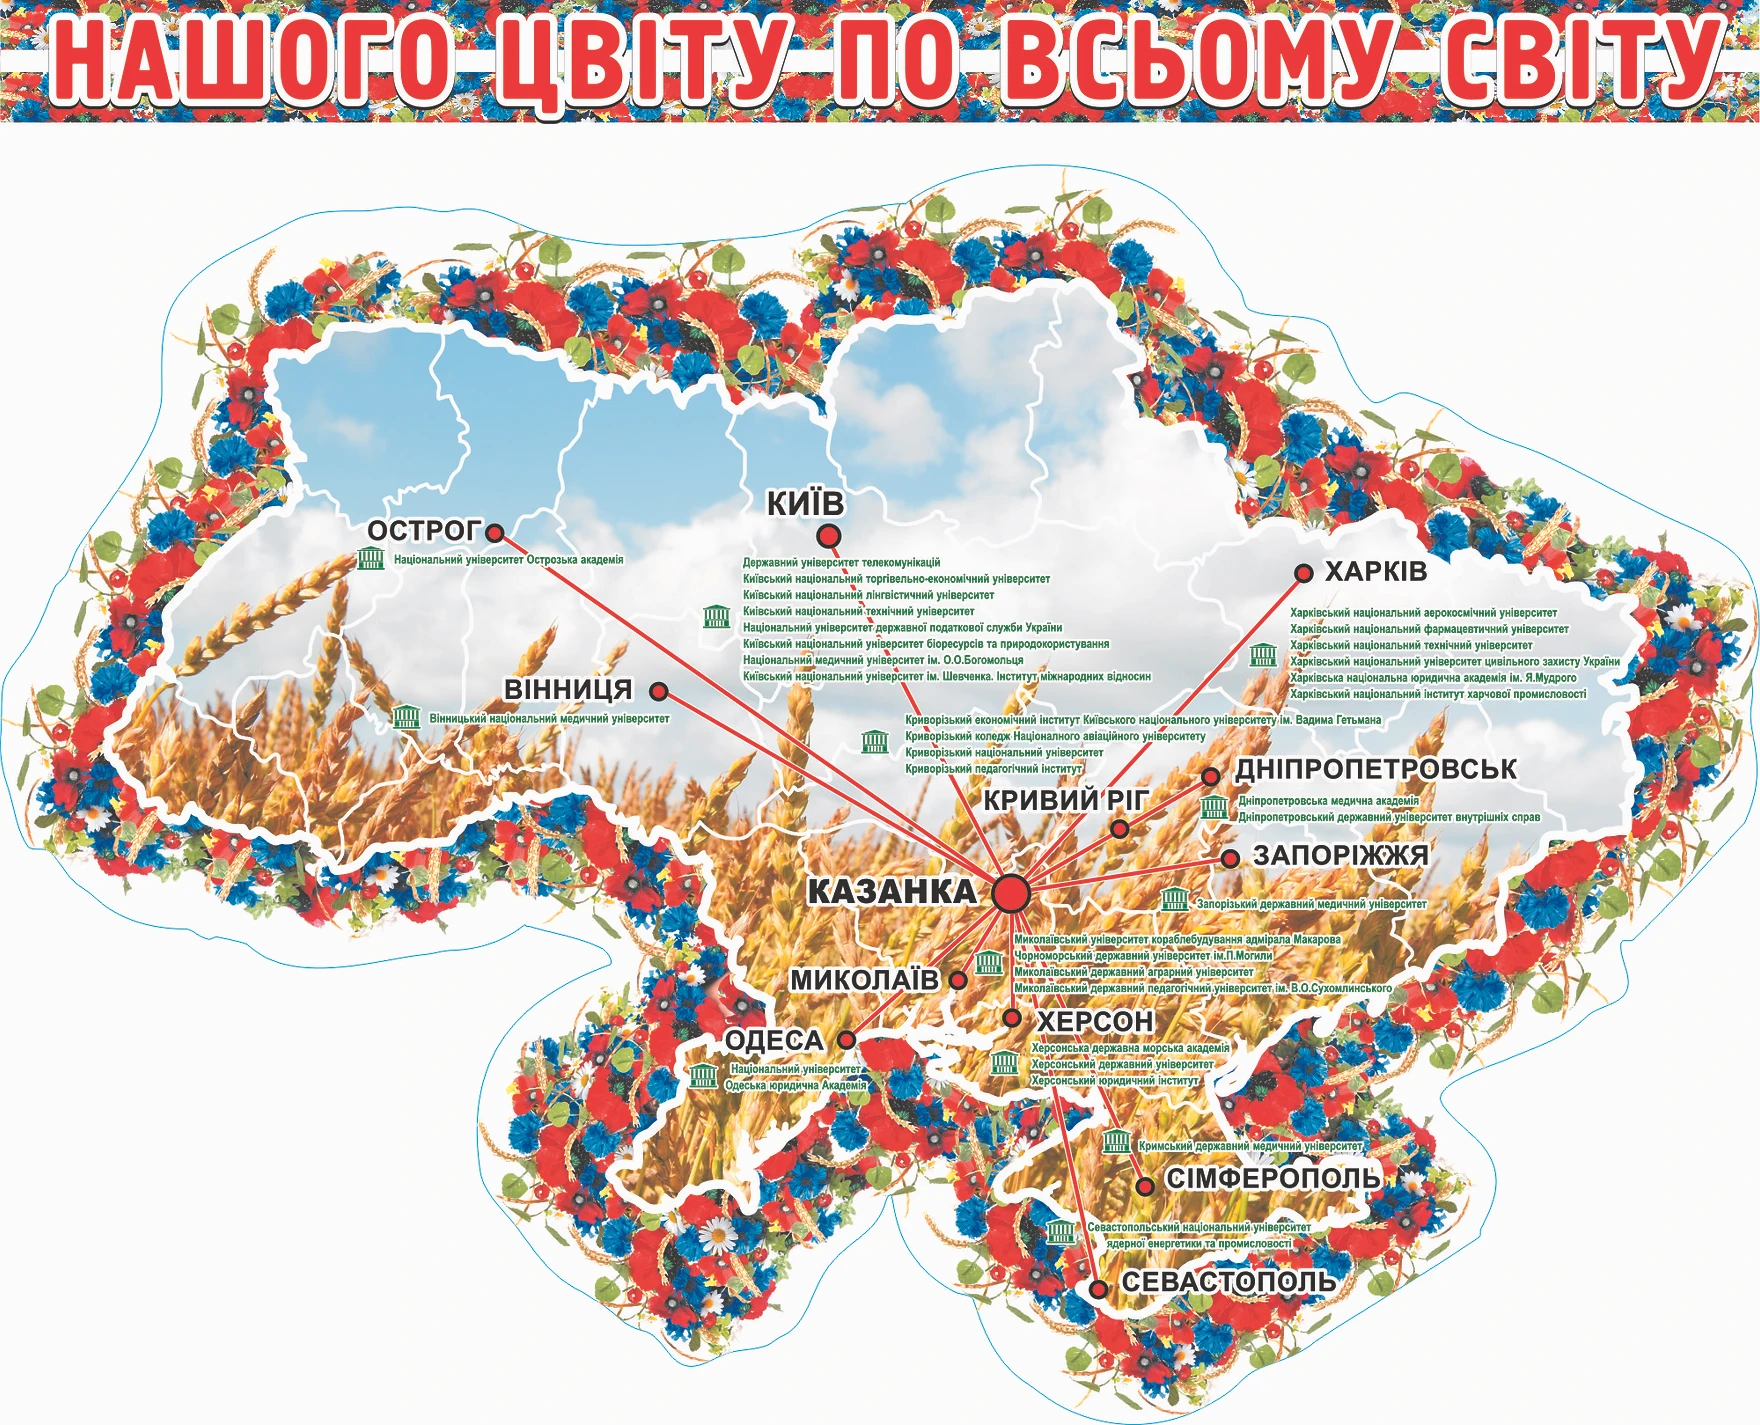 НАШОГО ЦВІТУ ПО ВСЬОМУ СВІТУ
КИЇВ
Державний університет телекомунікацій
Київський національний торгівельно-економічний університет
Київський національний лінгвістичний університет
Київський національний технічний університет
Національний університет державної податкової служби України
Київський національний університет біоресурсів та природокористування
Національний медичний університет ім. О.О.Богомольця
Київський національний університет ім. Шевченка. Інститут міжнародних відносин
ОСТРОГ
Національний університет Острозька академія
ХАРКІВ
Харківський національний аерокосмічний університет
Харківський національний фармацевтичний університет
Харківський національний технічний університет
Харківський національний університет цивільного захисту України
Харківська національна юридична академія ім. Я.Мудрого
Харківський національний інститут харчової промисловості
ВІННИЦЯ
Вінницький національний медичний університет
Криворізький економічний інститут Київського національного університету ім. Вадима Гетьмана
Криворізький коледж Націоналного авіаційного університету
Криворізький національний університет
Криворізький педагогічний інститут
КРИВИЙ РІГ
ДНІПРОПЕТРОВСЬК
Дніпропетровська медична академія
Дніпропетровський державний університет внутрішніх справ
ЗАПОРІЖЖЯ
Запорізький державний медичний університет
КАЗАНКА
Миколаївський університет кораблебудування адмірала Макарова
Чорноморський державний університет ім.П.Могили
Миколаївський державний аграрний університет
Миколаївський державний педагогічний університет ім. В.О.Сухомлинського
МИКОЛАЇВ
ХЕРСОН
Херсонська державна морська академія
Херсонський державний університет
Херсонський юридичний інститут
ОДЕСА
Національний університет
Одеська юридична Академія
Кримський державний медичний університет
СІМФЕРОПОЛЬ
Севастопольський національний університет
ядерної енергетики та промисловості
СЕВАСТОПОЛЬ